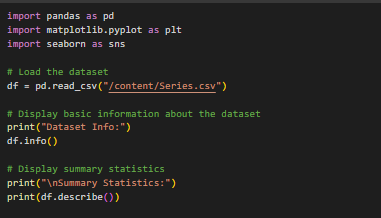 import pandas as pd
import matplotlib.pyplot as plt
import seaborn as sns
# Load the dataset
df = pd.read_csv("/content/Series.csv")
# Display basic information about the dataset
print("Dataset Info:")
df.info()
# Display summary statistics
print("\nSummary Statistics:")
print(df.describe())